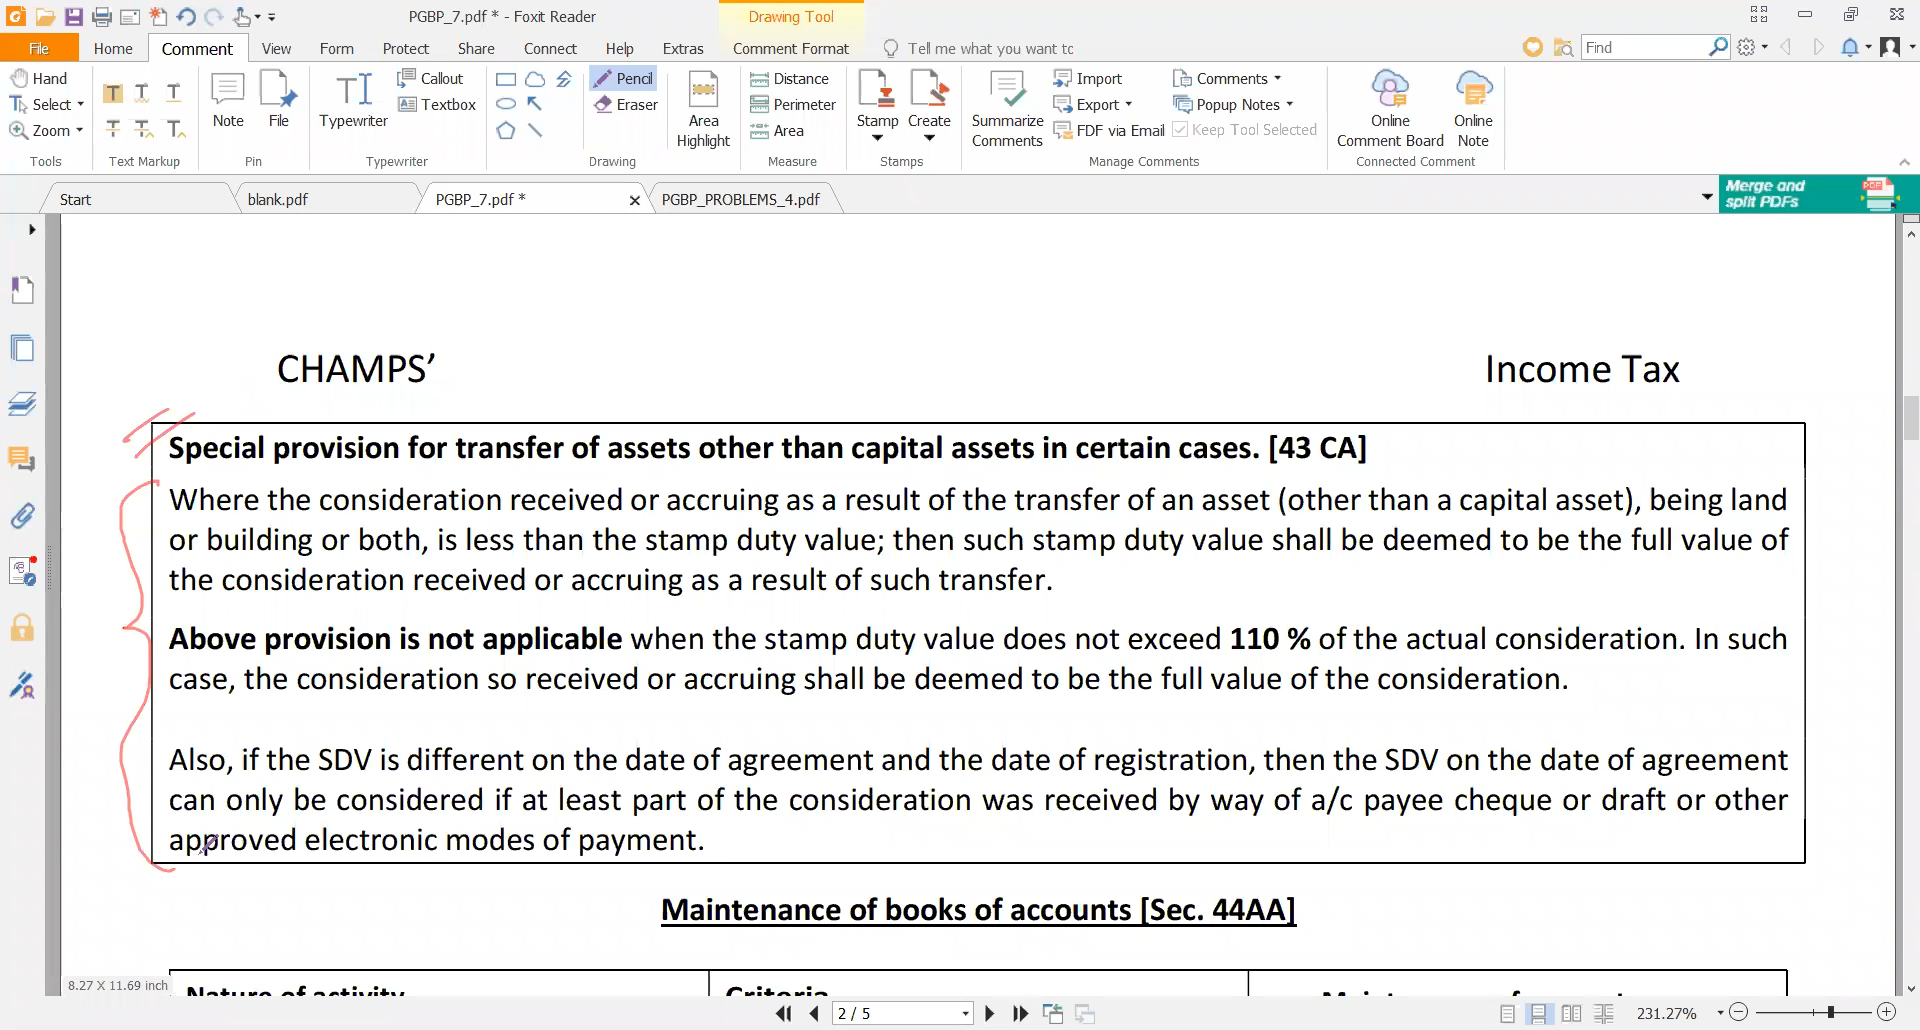 PGBP_7.pdf * - Foxit Reader
Drawing Tool
File
Home
Comment
View
Form
Protect
Share
Connect
Help
Extras
Comment Format
Tell me what you want to
Find
Hand
Select
Zoom
Tools
Text Markup
Note
File
Pin
Typewriter
Callout
Textbox
Typewriter
Pencil
Eraser
Area
Highlight
Drawing
Distance
Perimeter
Area
Measure
Stamp
Create
Stamps
Summarize
Comments
Import
Export
FDF via Email
Comments
Popup Notes
Keep Tool Selected
Manage Comments
Online
Comment Board
Online
Note
Connected Comment
Start
blank.pdf
PGBP_7.pdf *
PGBP_PROBLEMS_4.pdf
Merge and
split PDFs
PDF
CHAMPS’
Income Tax
Special provision for transfer of assets other than capital assets in certain cases. [43 CA]
Where the consideration received or accruing as a result of the transfer of an asset (other than a capital asset), being land
or building or both, is less than the stamp duty value; then such stamp duty value shall be deemed to be the full value of
the consideration received or accruing as a result of such transfer.
Above provision is not applicable when the stamp duty value does not exceed 110 % of the actual consideration. In such
case, the consideration so received or accruing shall be deemed to be the full value of the consideration.
Also, if the SDV is different on the date of agreement and the date of registration, then the SDV on the date of agreement
can only be considered if at least part of the consideration was received by way of a/c payee cheque or draft or other
approved electronic modes of payment.
Maintenance of books of accounts [Sec. 44AA]
Nature of activity
Criteria
8.27 X 11.69 inch
2 / 5
231.27%